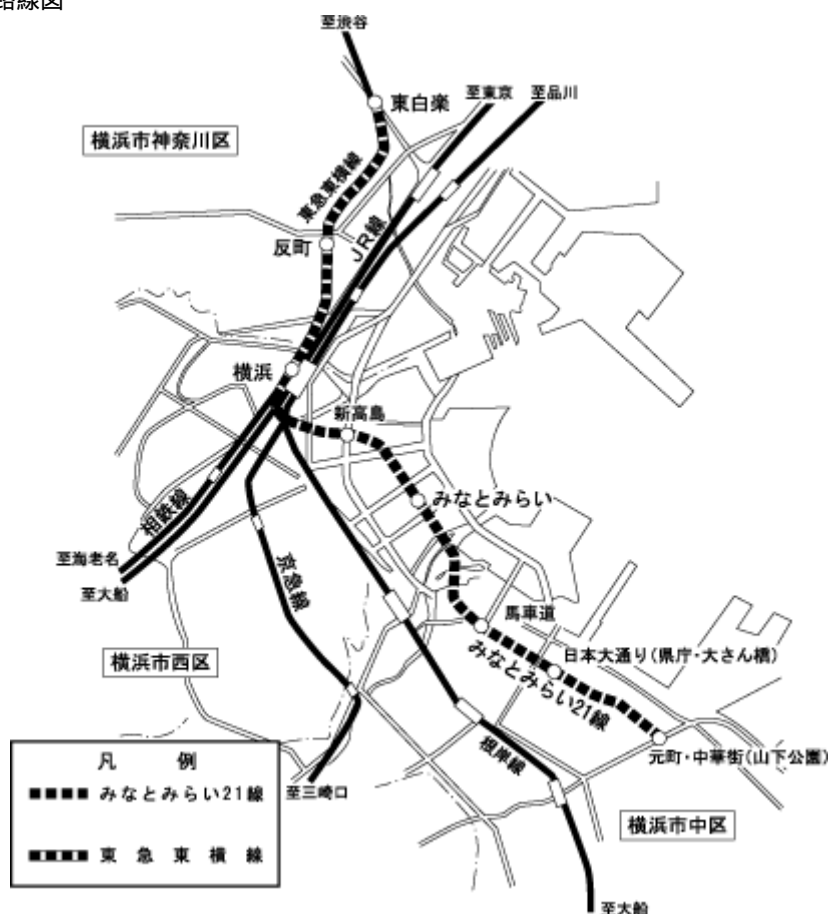 路線図
至渋谷
東白楽
至東京
至品川
横浜市神奈川区
東急東横線
反町
JR線
横浜
新高島
みなとみらい
相鉄線
至海老名
至大船
京急線
馬車道
日本大通り(県庁・大さん橋)
横浜市西区
みなとみらい21線
根岸線
元町・中華街(山下公園)
凡 例
みなとみらい21線
東急東横線
至三崎口
横浜市中区
至大船